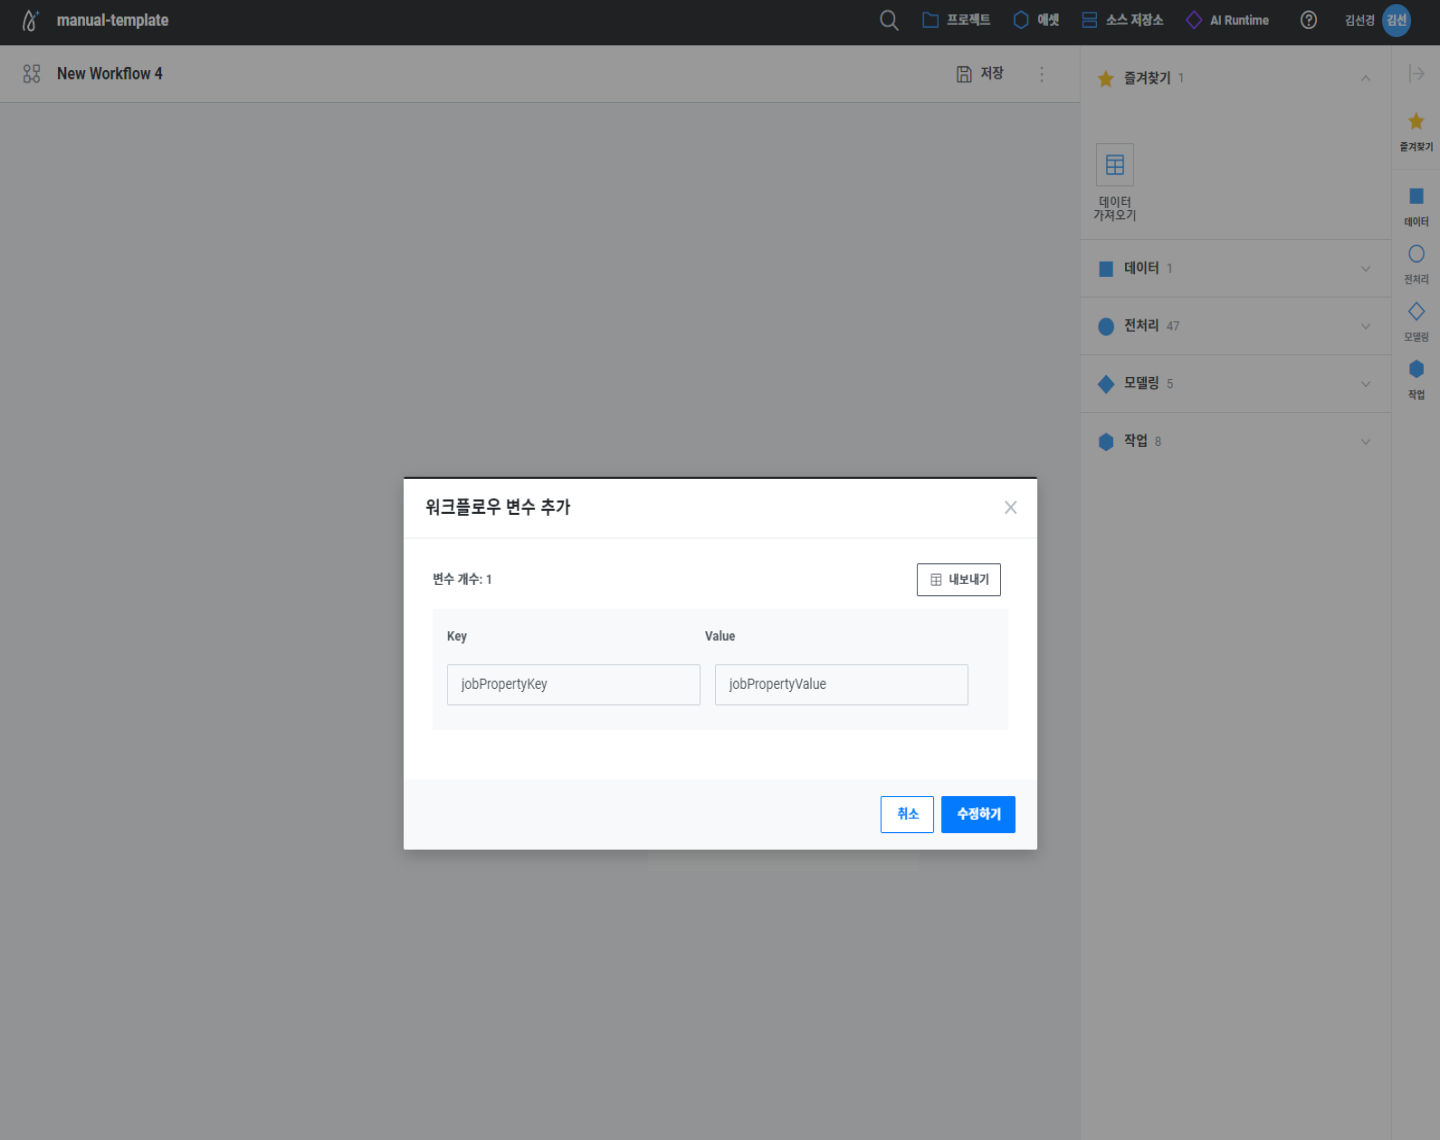 manual-template
프로젝트
에셋
소스 저장소
AI Runtime
김선경
김선
New Workflow 4
저장
즐겨찾기 1
데이터
가져오기
데이터 1
전처리 47
모델링 5
작업 8
즐겨찾기
데이터
전처리
모델링
작업
워크플로우 변수 추가
변수 개수: 1
내보내기
Key
Value
jobPropertyKey
jobPropertyValue
취소
수정하기